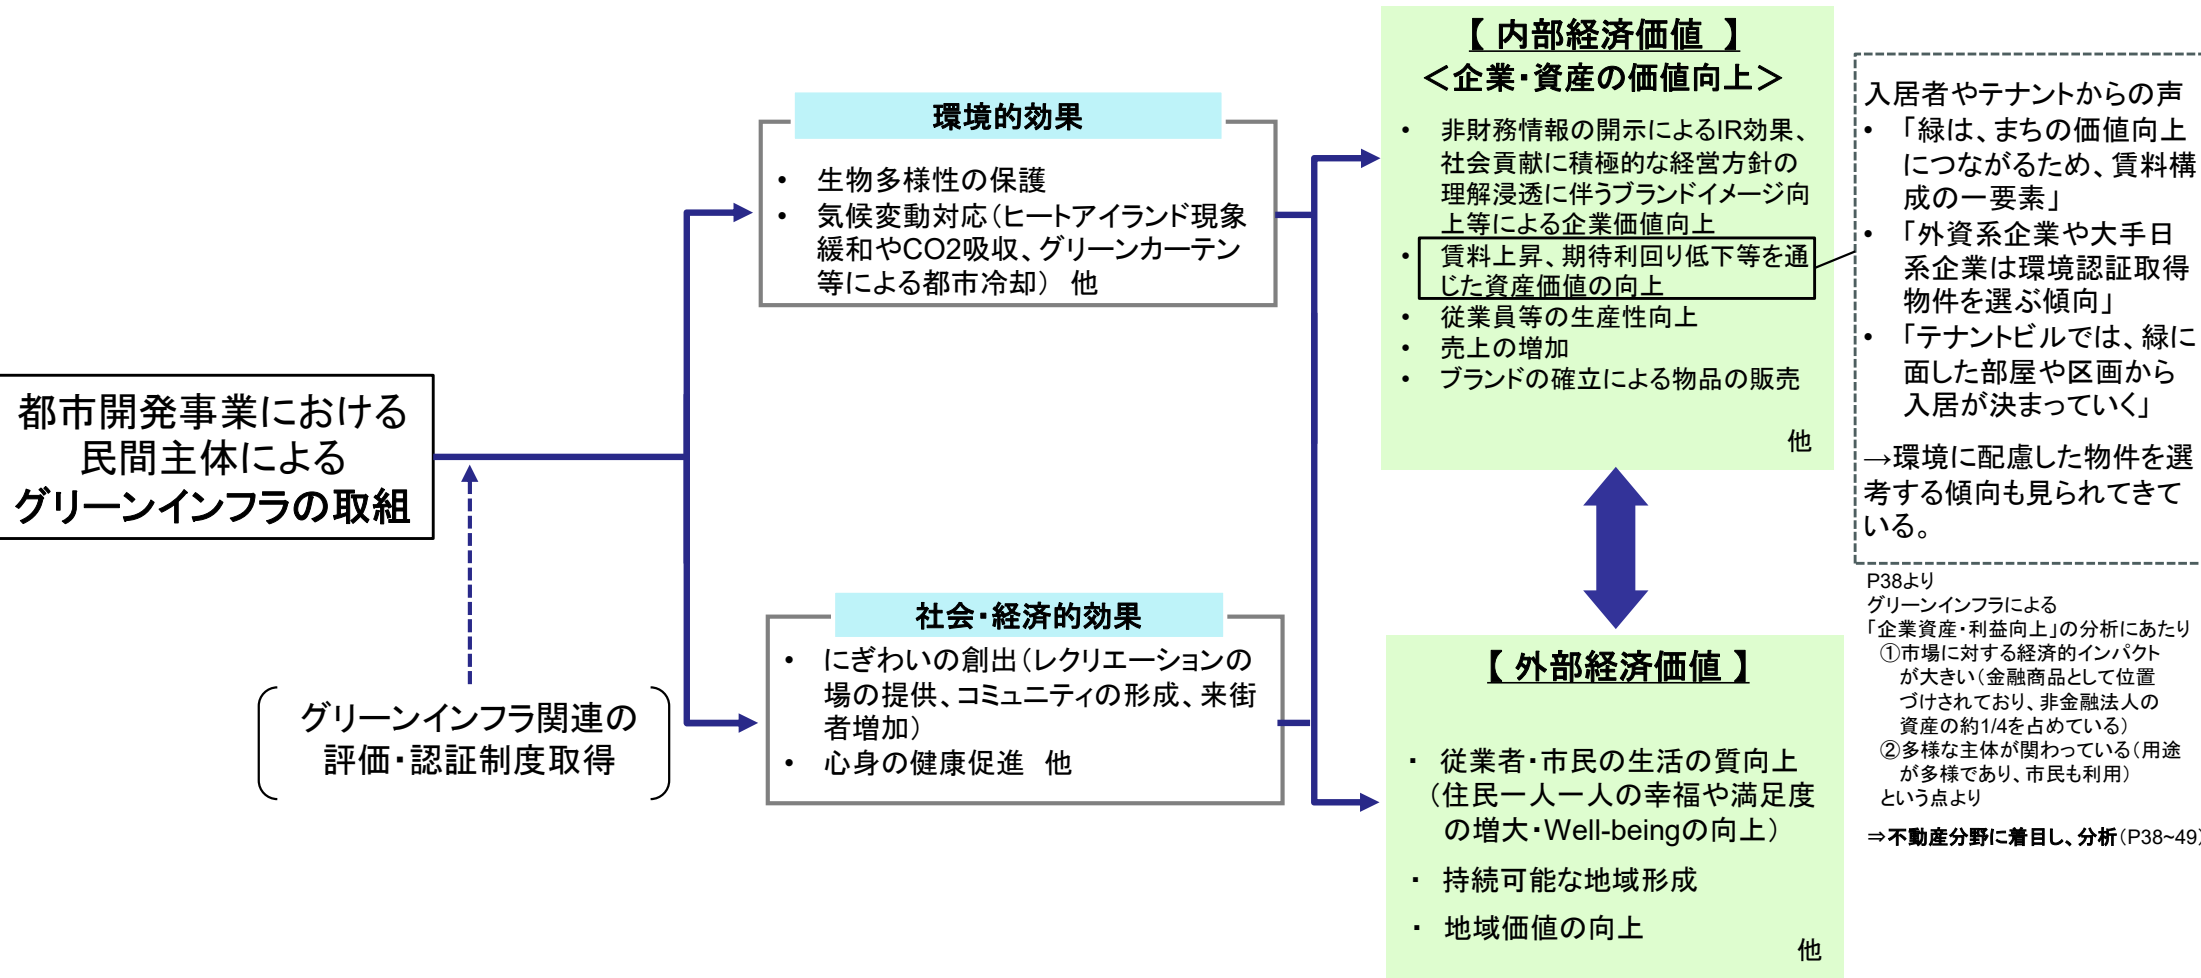 都市開発事業における
民間主体による
グリーンインフラの取組
グリーンインフラ関連の
評価・認証制度取得
環境的効果
• 生物多様性の保護
• 気候変動対応（ヒートアイランド現象
緩和やCO2吸収、グリーンカーテン
等による都市冷却） 他
社会・経済的効果
• にぎわいの創出（レクリエーションの
場の提供、コミュニティの形成、来街
者増加）
• 心身の健康促進 他
【 内部経済価値 】
＜企業・資産の価値向上＞
• 非財務情報の開示によるIR効果、
社会貢献に積極的な経営方針の
理解浸透に伴うブランドイメージ向
上等による企業価値向上
• 賃料上昇、期待利回り低下等を通
じた資産価値の向上
• 従業員等の生産性向上
• 売上の増加
• ブランドの確立による物品の販売
他
【 外部経済価値 】
・ 従業者・市民の生活の質向上
（住民一人一人の幸福や満足度
の増大・Well-beingの向上）
・ 持続可能な地域形成
・ 地域価値の向上
他
入居者やテナントからの声
• 「緑は、まちの価値向上
につながるため、賃料構
成の一要素」
• 「外資系企業や大手日
系企業は環境認証取得
物件を選ぶ傾向」
• 「テナントビルでは、緑に
面した部屋や区画から
入居が決まっていく」
→環境に配慮した物件を選
考する傾向も見られてきて
いる。
P38より
グリーンインフラによる
「企業資産・利益向上」の分析にあたり
①市場に対する経済的インパクト
が大きい（金融商品として位置
づけされており、非金融法人の
資産の約1/4を占めている）
②多様な主体が関わっている（用途
が多様であり、市民も利用）
という点より
⇒不動産分野に着目し、分析（P38~49）